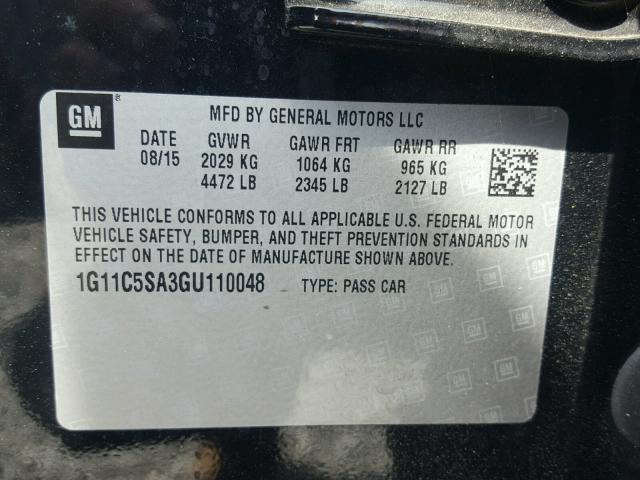 GM
MFD BY GENERAL MOTORS LLC
DATE GVWR GAWR FRT GAWR RR
08/15 2029 KG 1064 KG 965 KG
4472 LB 2345 LB 2127 LB
THIS VEHICLE CONFORMS TO ALL APPLICABLE U.S. FEDERAL MOTOR
VEHICLE SAFETY, BUMPER, AND THEFT PREVENTION STANDARDS IN
EFFECT ON THE DATE OF MANUFACTURE SHOWN ABOVE.
1G11C5SA3GU110048 TYPE: PASS CAR